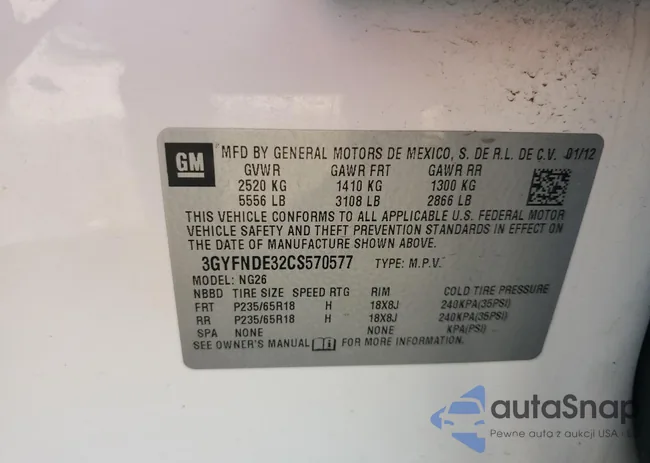 GM
MFD BY GENERAL MOTORS DE MEXICO, S. DE R.L. DE C.V. 01/12
GVWR GAWR FRT GAWR RR
2520 KG 1410 KG 1300 KG
5556 LB 3108 LB 2866 LB
THIS VEHICLE CONFORMS TO ALL APPLICABLE U.S. FEDERAL MOTOR
VEHICLE SAFETY AND THEFT PREVENTION STANDARDS IN EFFECT ON
THE DATE OF MANUFACTURE SHOWN ABOVE.
3GYFNDE32CS570577 TYPE: M.P.V.
MODEL: NG26
NBBD TIRE SIZE SPEED RTG RIM COLD TIRE PRESSURE
FRT P235/65R18 H 18X8J 240KPA(35PSI)
RR P235/65R18 H 18X8J 240KPA(35PSI)
SPA NONE NONE KPA(PSI)
SEE OWNER'S MANUAL FOR MORE INFORMATION.
autaSnap
Pewne auta z aukcji USA